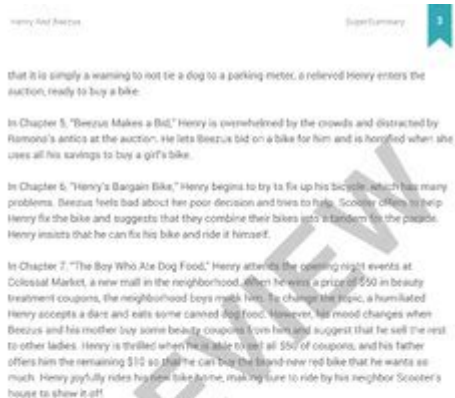 Henry And Beezus
SuperSummary
3
that it is simply a warning to not tie a dog to a parking meter, a relieved Henry enters the
auction, ready to buy a bike.
In Chapter 5, "Beezus Makes a Bid," Henry is overwhelmed by the crowds and distracted by
Ramona's antics at the auction. He lets Beezus bid on a bike for him and is horrified when she
uses all his savings to buy a girl's bike.
In Chapter 6, "Henry's Bargain Bike," Henry begins to try to fix up his bicycle, which has many
problems. Beezus feels bad about her poor decision and tries to help. Scooter offers to help
Henry fix the bike and suggests that they combine their bikes into a tandem for the parade.
Henry insists that he can fix his bike and ride it himself.
In Chapter 7, "The Boy Who Ate Dog Food," Henry attends the opening night events at
Colossal Market, a new mall in the neighborhood. When he wins a prize of $50 in beauty
treatment coupons, the neighborhood boys mock him. To change the topic, a humiliated
Henry accepts a dare and eats some canned dog food. However, his mood changes when
Beezus and his mother buy some beauty coupons from him and suggest that he sell the rest
to other ladies. Henry is thrilled when he is able to sell all $50 of coupons, and his father
offers him the remaining $10 so that he can buy the brand-new red bike that he wants so
much. Henry joyfully rides his new bike home, making sure to ride by his neighbor Scooter's
house to show it off.